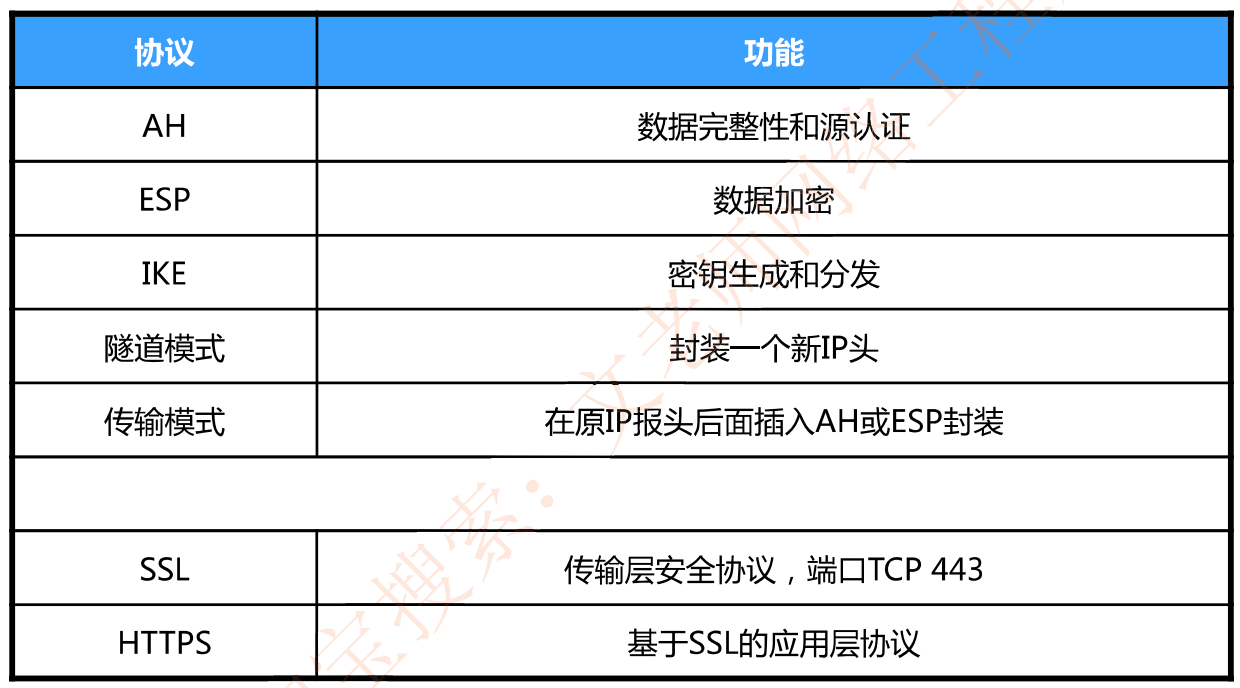 协议 功能
AH 数据完整性和源认证
ESP 数据加密
IKE 密钥生成和分发
隧道模式 封装一个新IP头
传输模式 在原IP报头后面插入AH或ESP封装
SSL 传输层安全协议，端口TCP 443
HTTPS 基于SSL的应用层协议
宝搜索：文老师网络工程